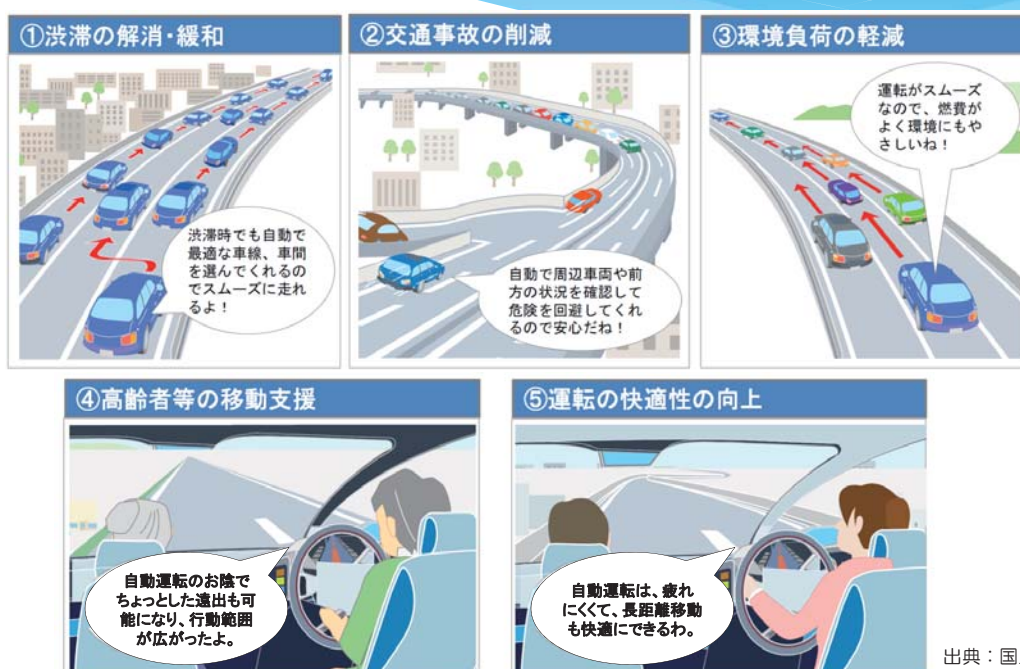 ①渋滞の解消・緩和
渋滞時でも自動で
最適な車線、車間
を選んでくれるの
でスムーズに走れ
るよ！
②交通事故の削減
自動で周辺車両や前
方の状況を確認して
危険を回避してくれ
るので安心だね！
③環境負荷の軽減
運転がスムーズ
なので、燃費が
よく環境にもや
さしいね！
④高齢者等の移動支援
自動運転のお陰で
ちょっとした遠出も可
能になり、行動範囲
が広がったよ。
⑤運転の快適性の向上
自動運転は、疲れ
にくくて、長距離移動
も快適にできるわ。
出典：国